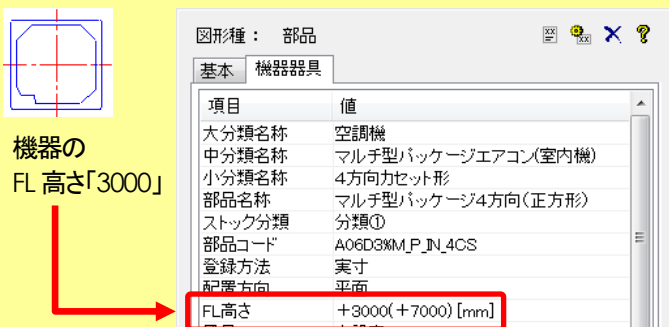 図形種： 部品
基本 機器器具
項目 値
大分類名称 空調機
中分類名称 マルチ型パッケージエアコン(室内機)
小分類名称 4方向カセット形
部品名称 マルチ型パッケージ4方向(正方形)
ストック分類 分類①
部品コード A06D3%M_P_IN_4CS
登録方法 実寸
配置方向 平面
FL高さ +3000(+7000) [mm]
機器の
FL 高さ「3000」